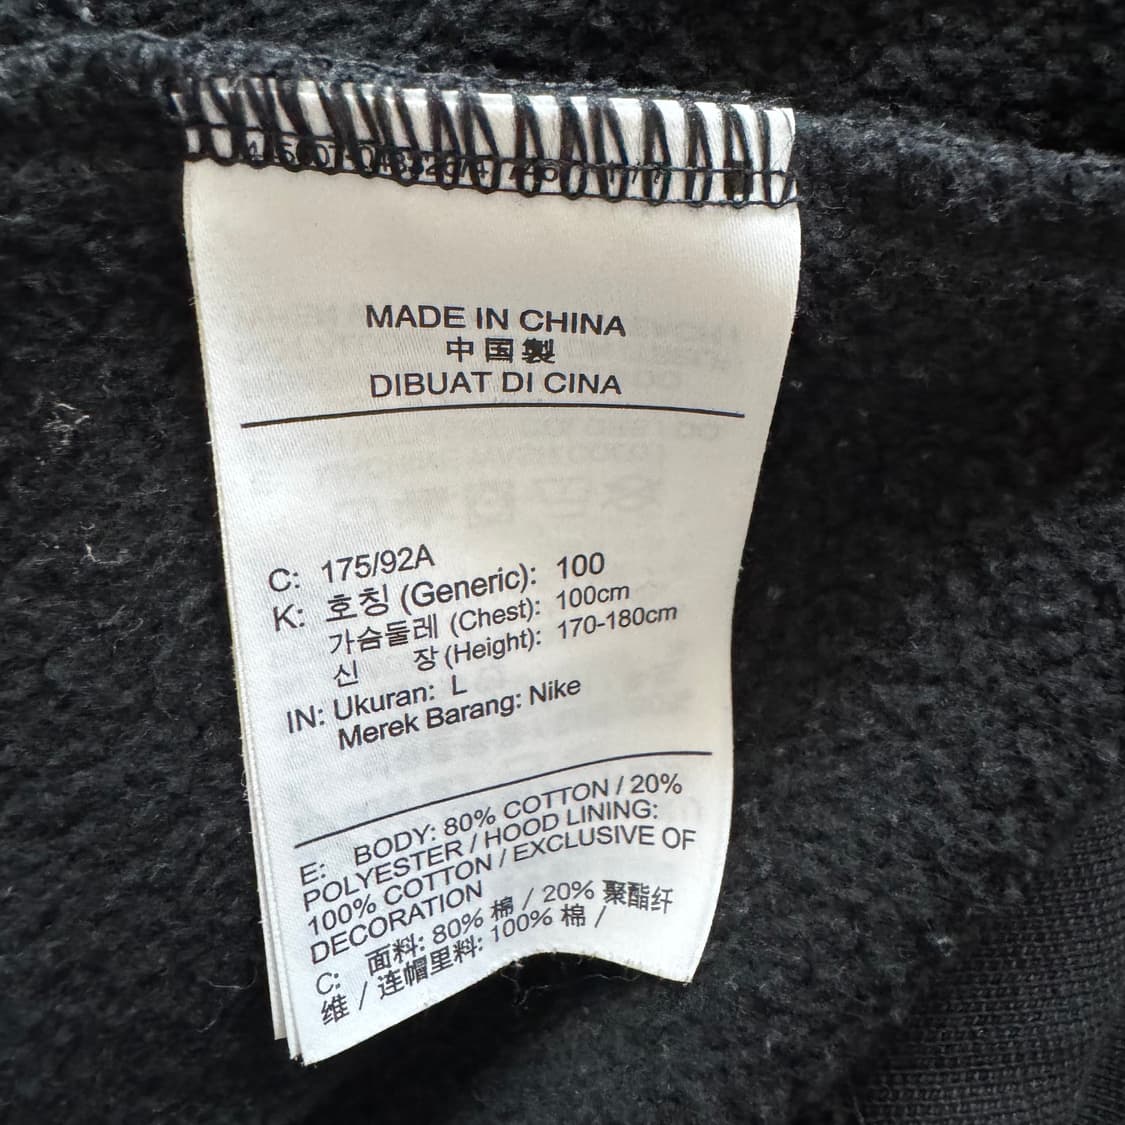 MADE IN CHINA
中国製
DIBUAT DI CINA
C: 175/92A
K: 호칭 (Generic): 100
가슴둘레 (Chest): 100cm
신 장 (Height): 170-180cm
IN: Ukuran: L
Merek Barang: Nike
E: BODY: 80% COTTON / 20%
POLYESTER / HOOD LINING:
100% COTTON / EXCLUSIVE OF
DECORATION
C: 面料: 80% 棉 / 20% 聚酯纤
维 / 连帽里料: 100% 棉 /